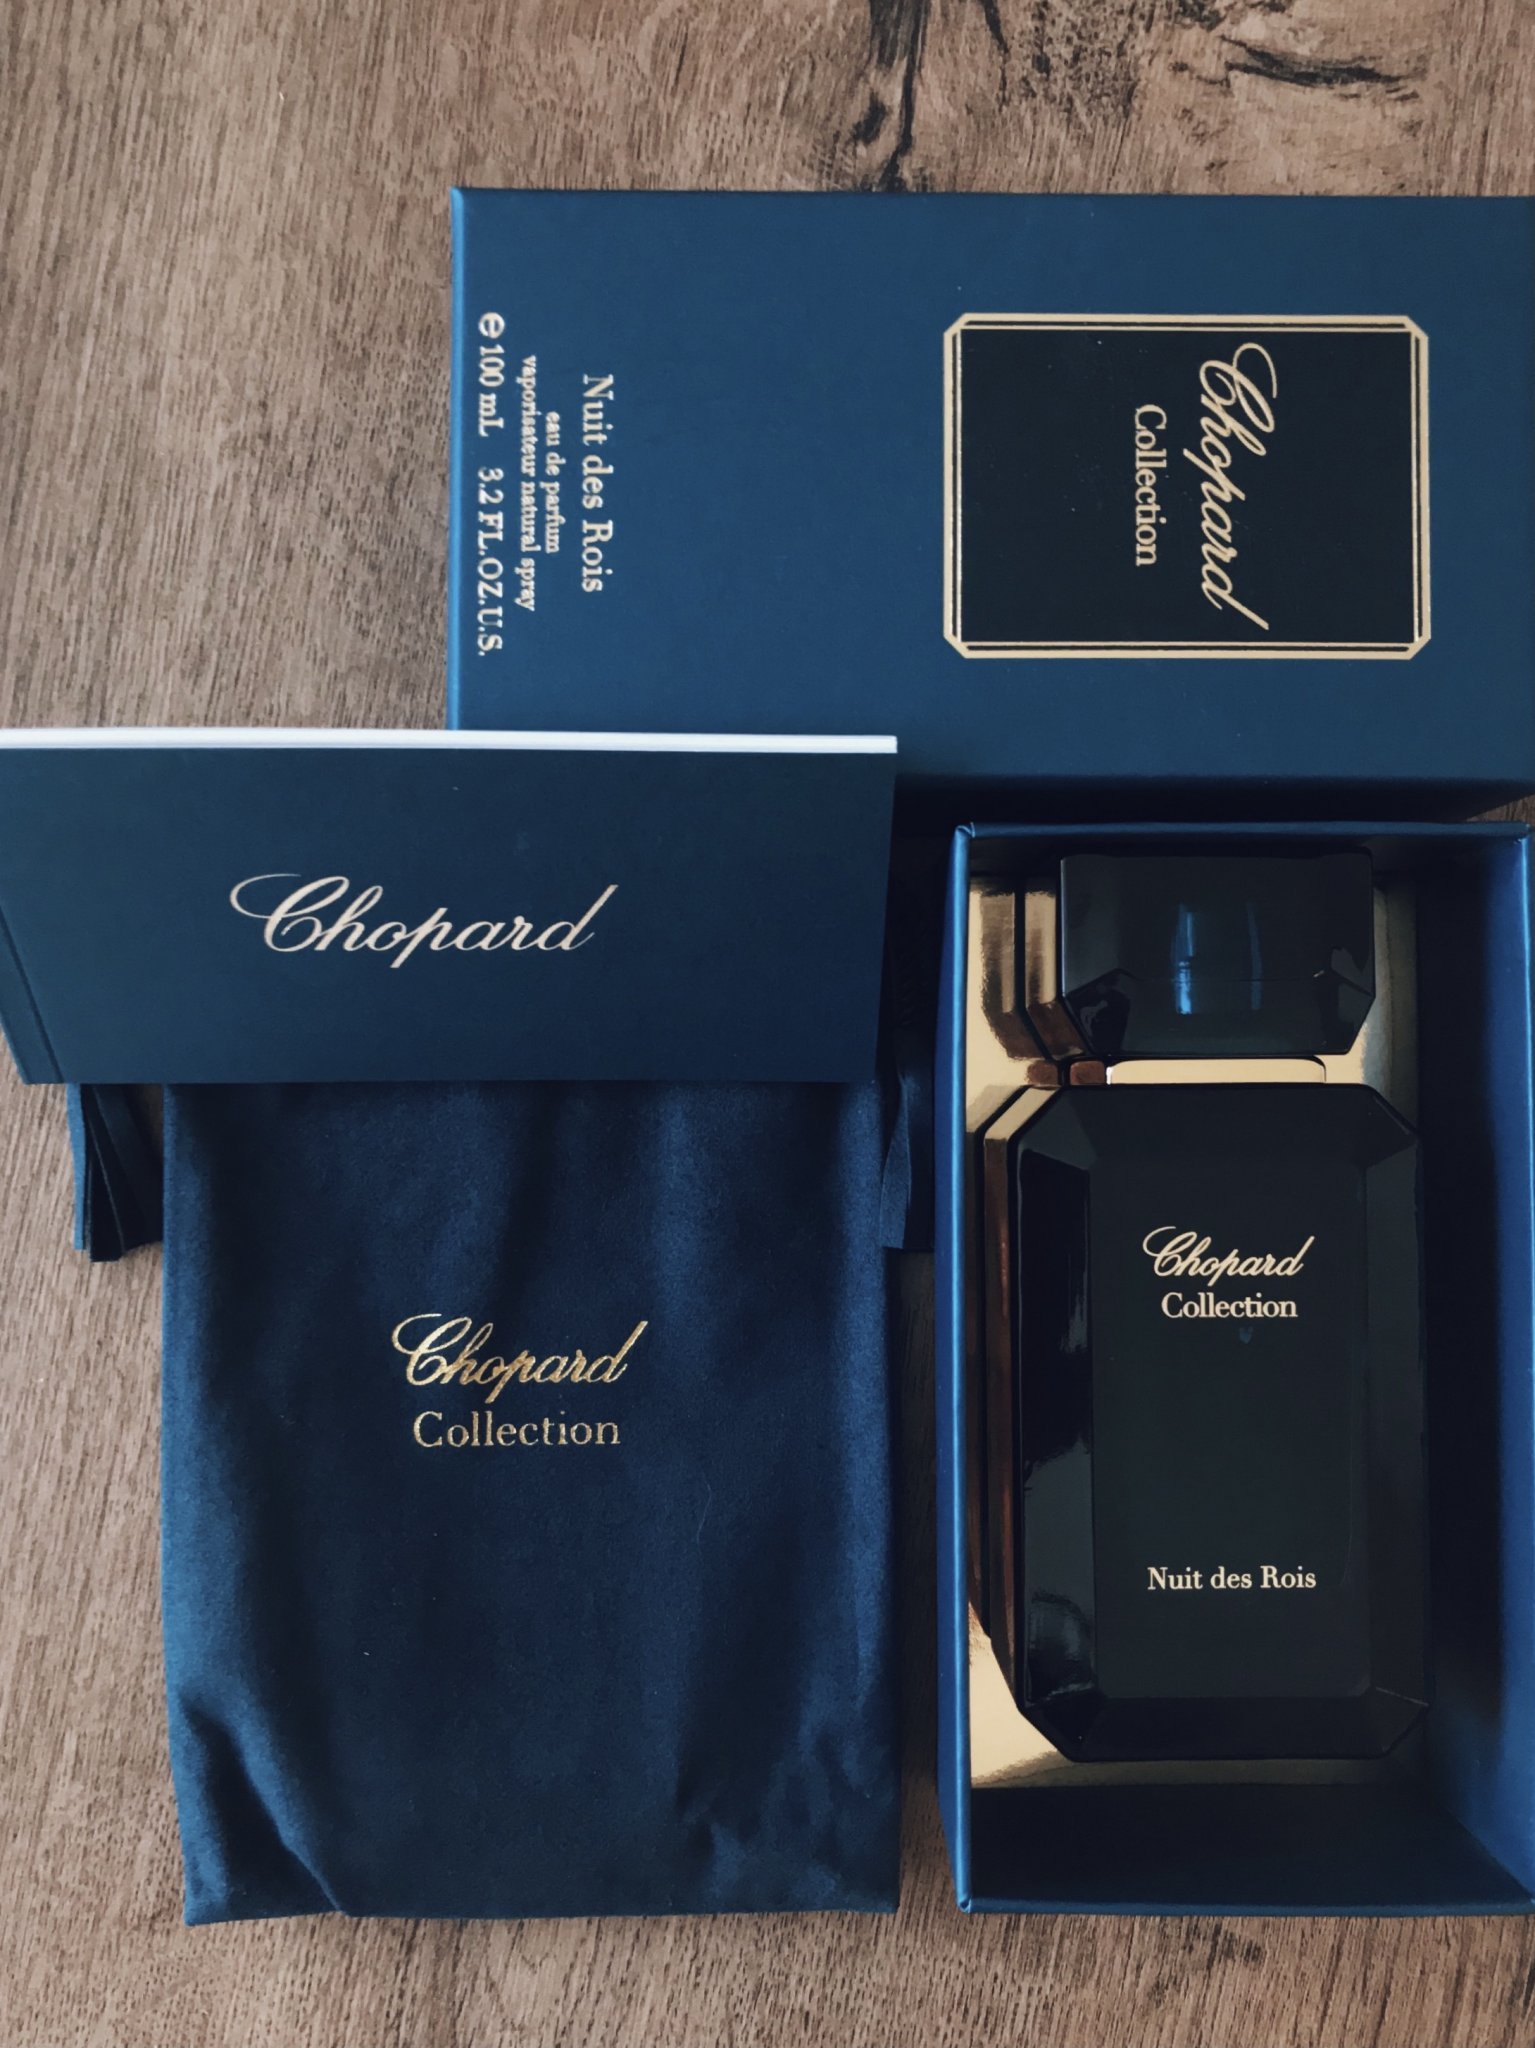 Chopard
Collection
Nuit des Rois
eau de parfum
vaporisateur natural spray
℮ 100 mL 3.2 FL.OZ.U.S.
Chopard
Chopard
Collection
Chopard
Collection
Nuit des Rois